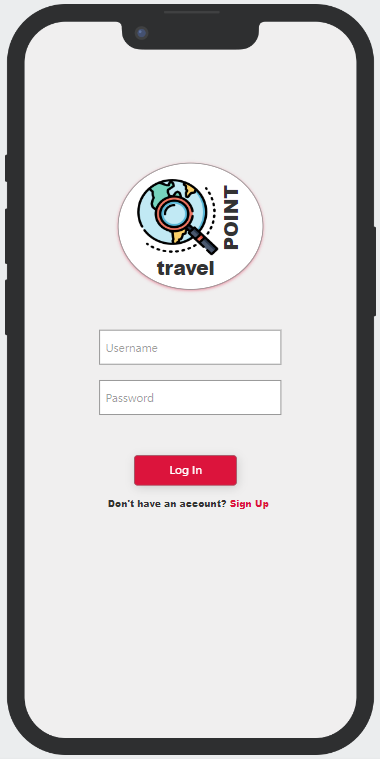 POINT
travel
Username
Password
Log In
Don't have an account? Sign Up